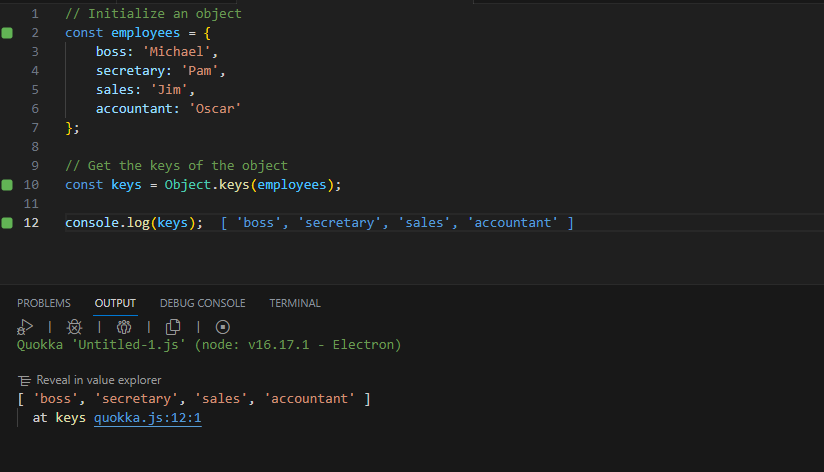 1 // Initialize an object
2 const employees = {
3 boss: 'Michael',
4 secretary: 'Pam',
5 sales: 'Jim',
6 accountant: 'Oscar'
7 };
8
9 // Get the keys of the object
10 const keys = Object.keys(employees);
11
12 console.log(keys); [ 'boss', 'secretary', 'sales', 'accountant' ]
PROBLEMS OUTPUT DEBUG CONSOLE TERMINAL
Quokka 'Untitled-1.js' (node: v16.17.1 - Electron)
Reveal in value explorer
[ 'boss', 'secretary', 'sales', 'accountant' ]
at keys quokka.js:12:1